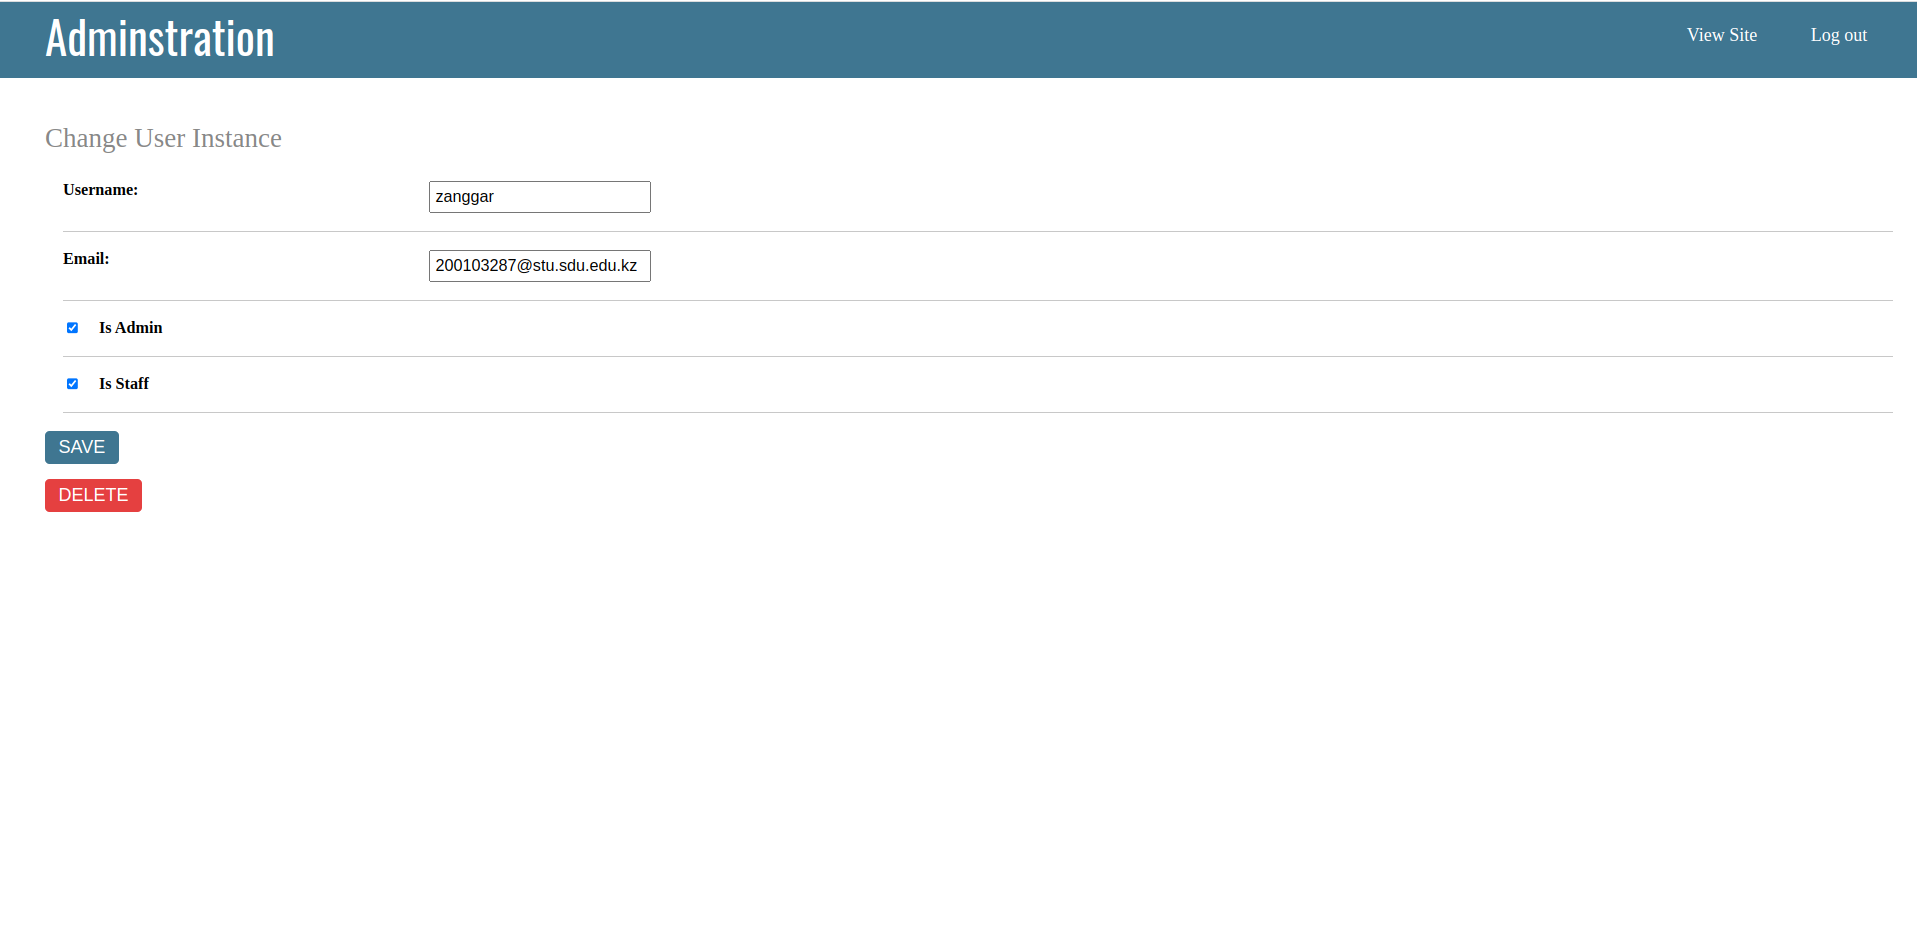 Adminstration
View Site
Log out
Change User Instance
Username:
zanggar
Email:
200103287@stu.sdu.edu.kz
Is Admin
Is Staff
SAVE
DELETE